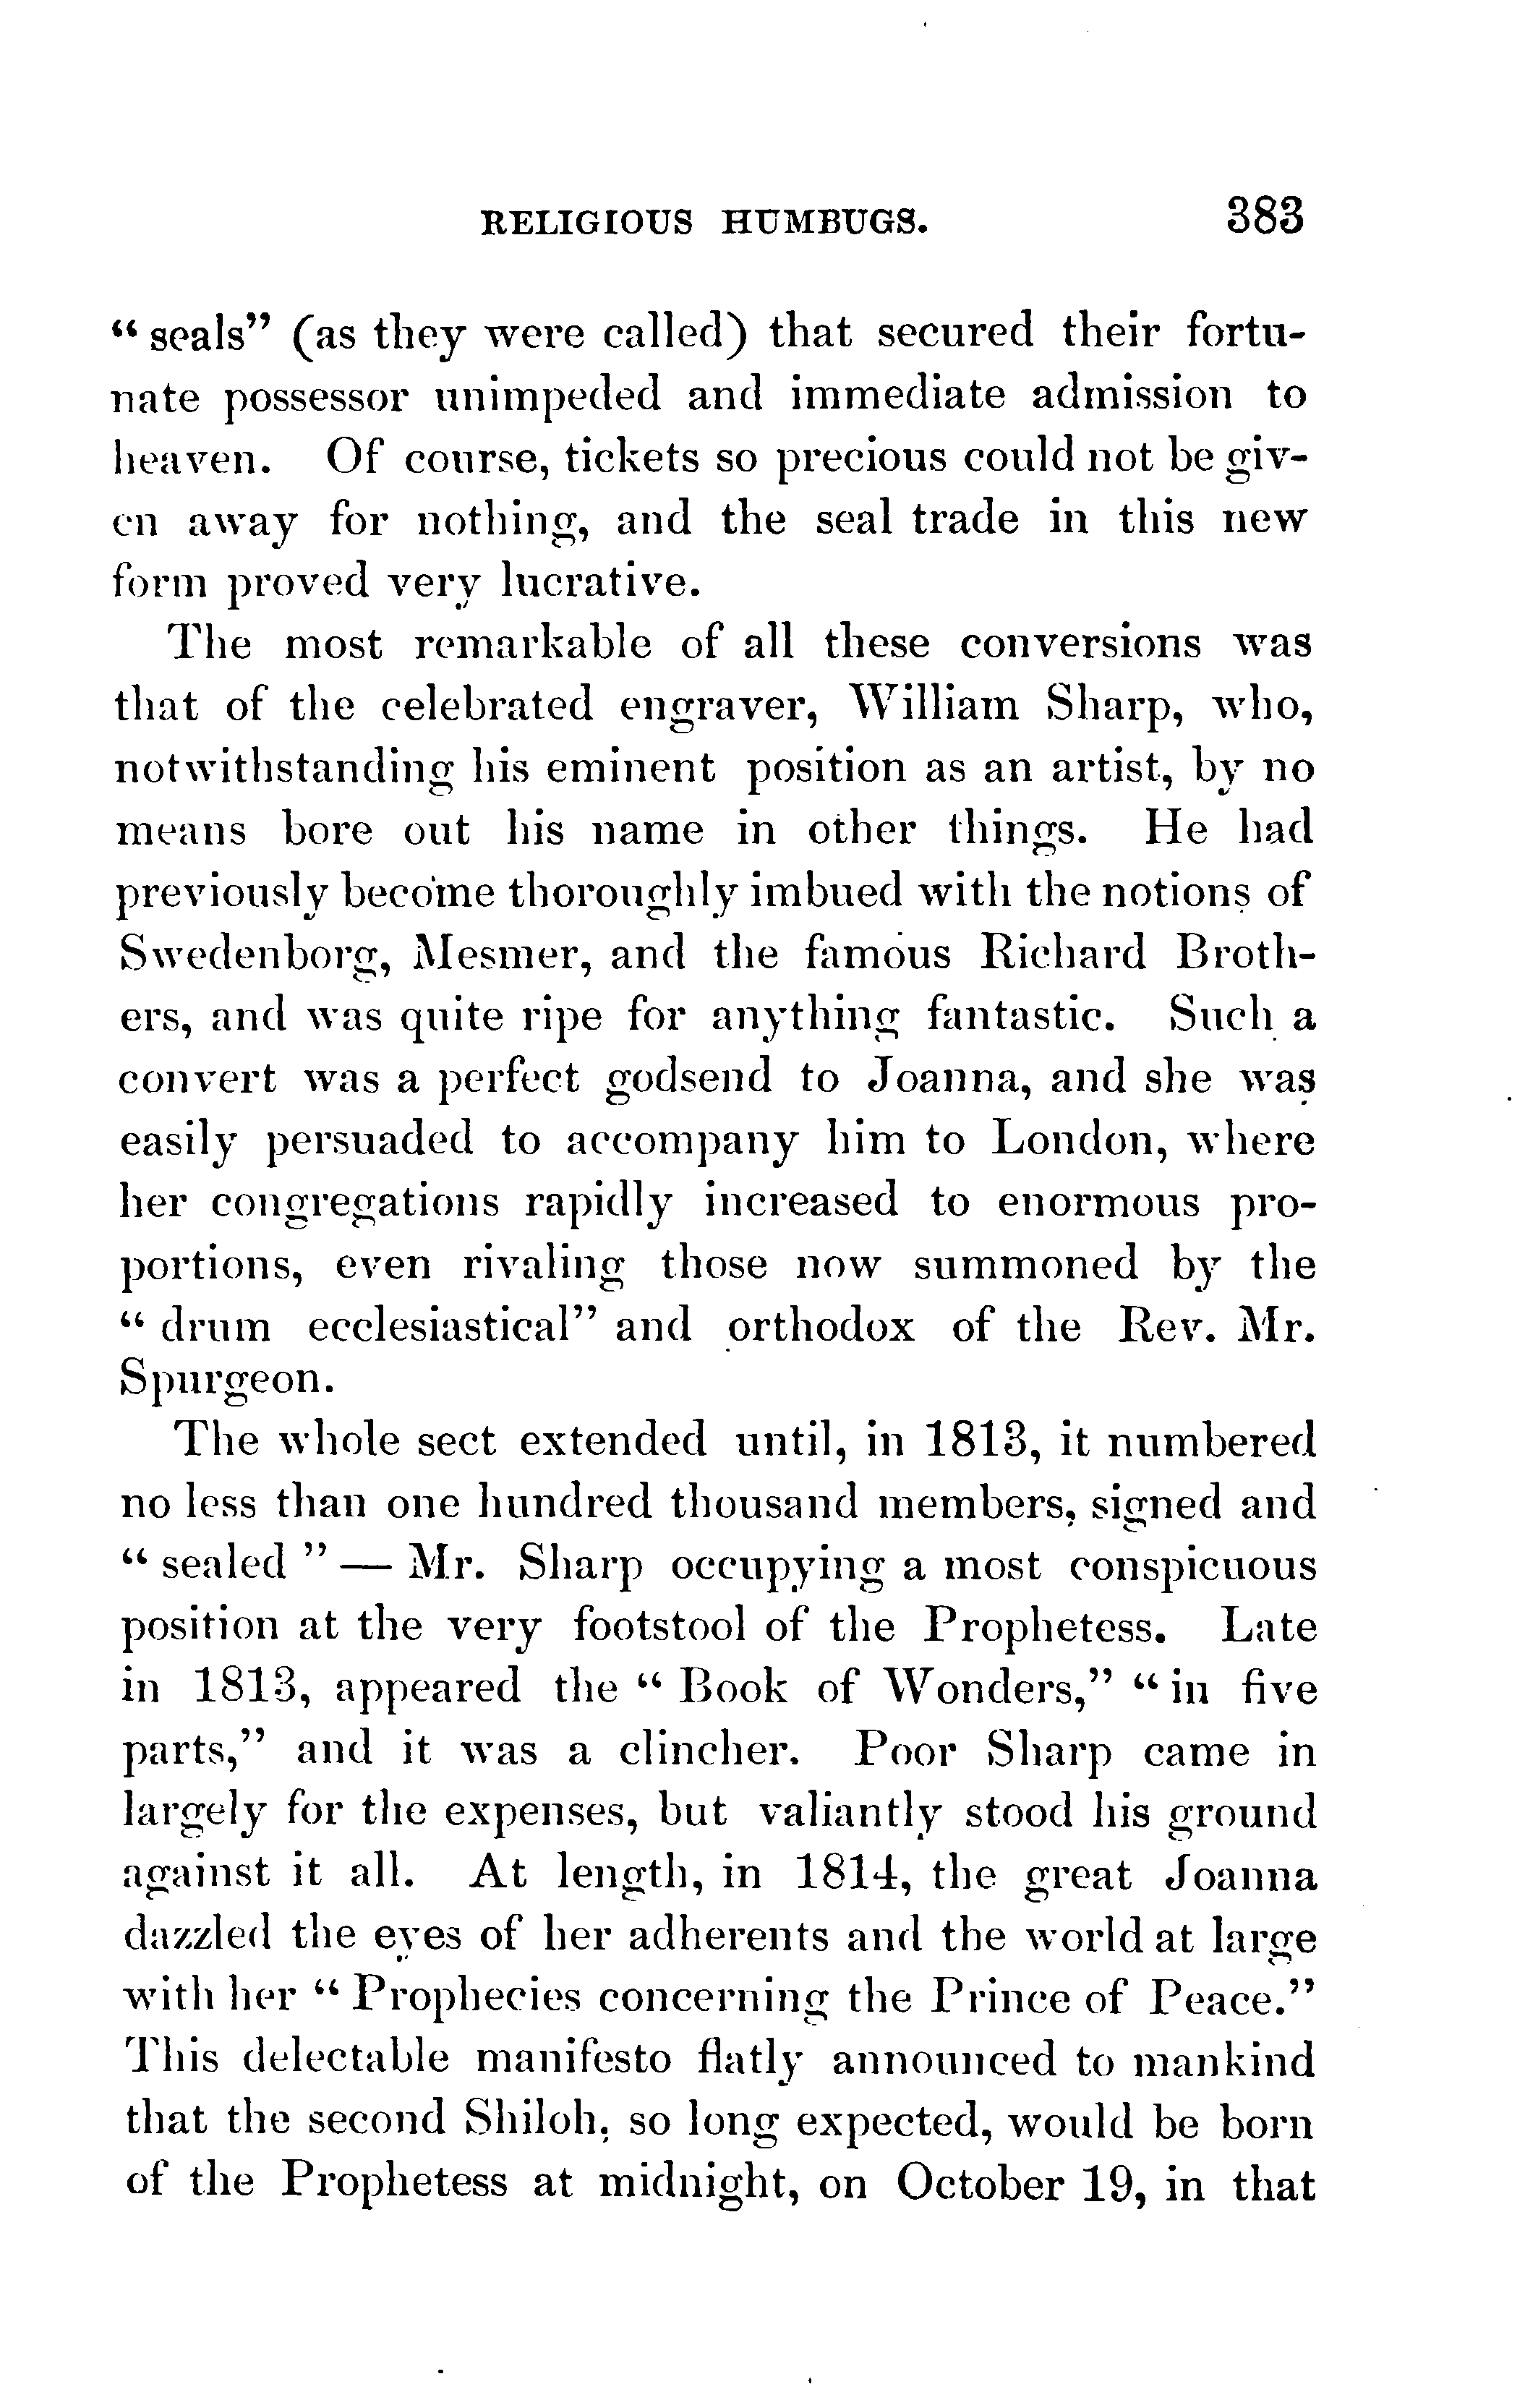 RELIGIOUS HUMBUGS. 383
“seals” (as they were called) that secured their fortu-
nate possessor unimpeded and immediate admission to
heaven. Of course, tickets so precious could not be giv-
en away for nothing, and the seal trade in this new
form proved very lucrative.
The most remarkable of all these conversions was
that of the celebrated engraver, William Sharp, who,
notwithstanding his eminent position as an artist, by no
means bore out his name in other things. He had
previously become thoroughly imbued with the notions of
Swedenborg, Mesmer, and the famous Richard Broth-
ers, and was quite ripe for anything fantastic. Such a
convert was a perfect godsend to Joanna, and she was
easily persuaded to accompany him to London, where
her congregations rapidly increased to enormous pro-
portions, even rivaling those now summoned by the
“drum ecclesiastical” and orthodox of the Rev. Mr.
Spurgeon.
The whole sect extended until, in 1813, it numbered
no less than one hundred thousand members, signed and
“sealed”—Mr. Sharp occupying a most conspicuous
position at the very footstool of the Prophetess. Late
in 1813, appeared the “Book of Wonders,” “in five
parts,” and it was a clincher. Poor Sharp came in
largely for the expenses, but valiantly stood his ground
against it all. At length, in 1814, the great Joanna
dazzled the eyes of her adherents and the world at large
with her “Prophecies concerning the Prince of Peace.”
This delectable manifesto flatly announced to mankind
that the second Shiloh, so long expected, would be born
of the Prophetess at midnight, on October 19, in that